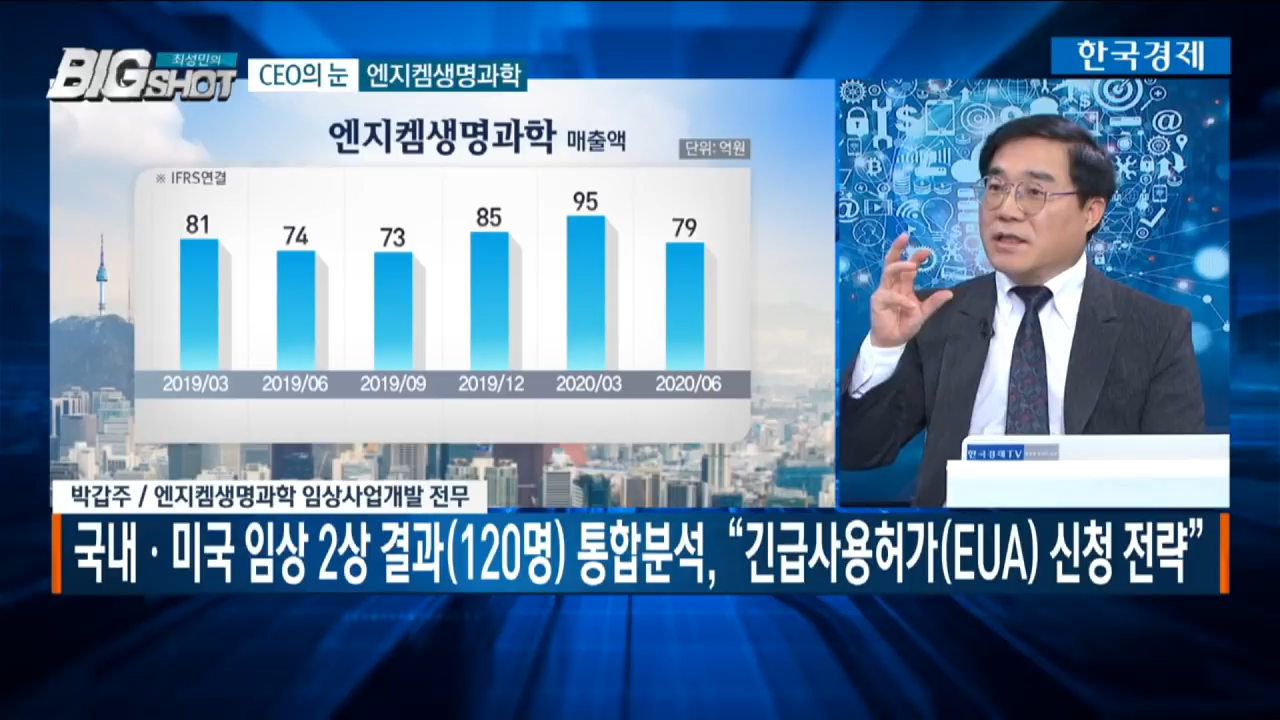 BIG
최성민의
SHOT
CEO의 눈 엔지켐생명과학
한국경제
엔지켐생명과학 매출액
단위: 억원
※ IFRS연결
81 74 73 85 95 79
2019/03 2019/06 2019/09 2019/12 2020/03 2020/06
한국경제TV
박갑주 / 엔지켐생명과학 임상사업개발 전무
국내·미국 임상 2상 결과(120명) 통합분석, “긴급사용허가(EUA) 신청 전략”